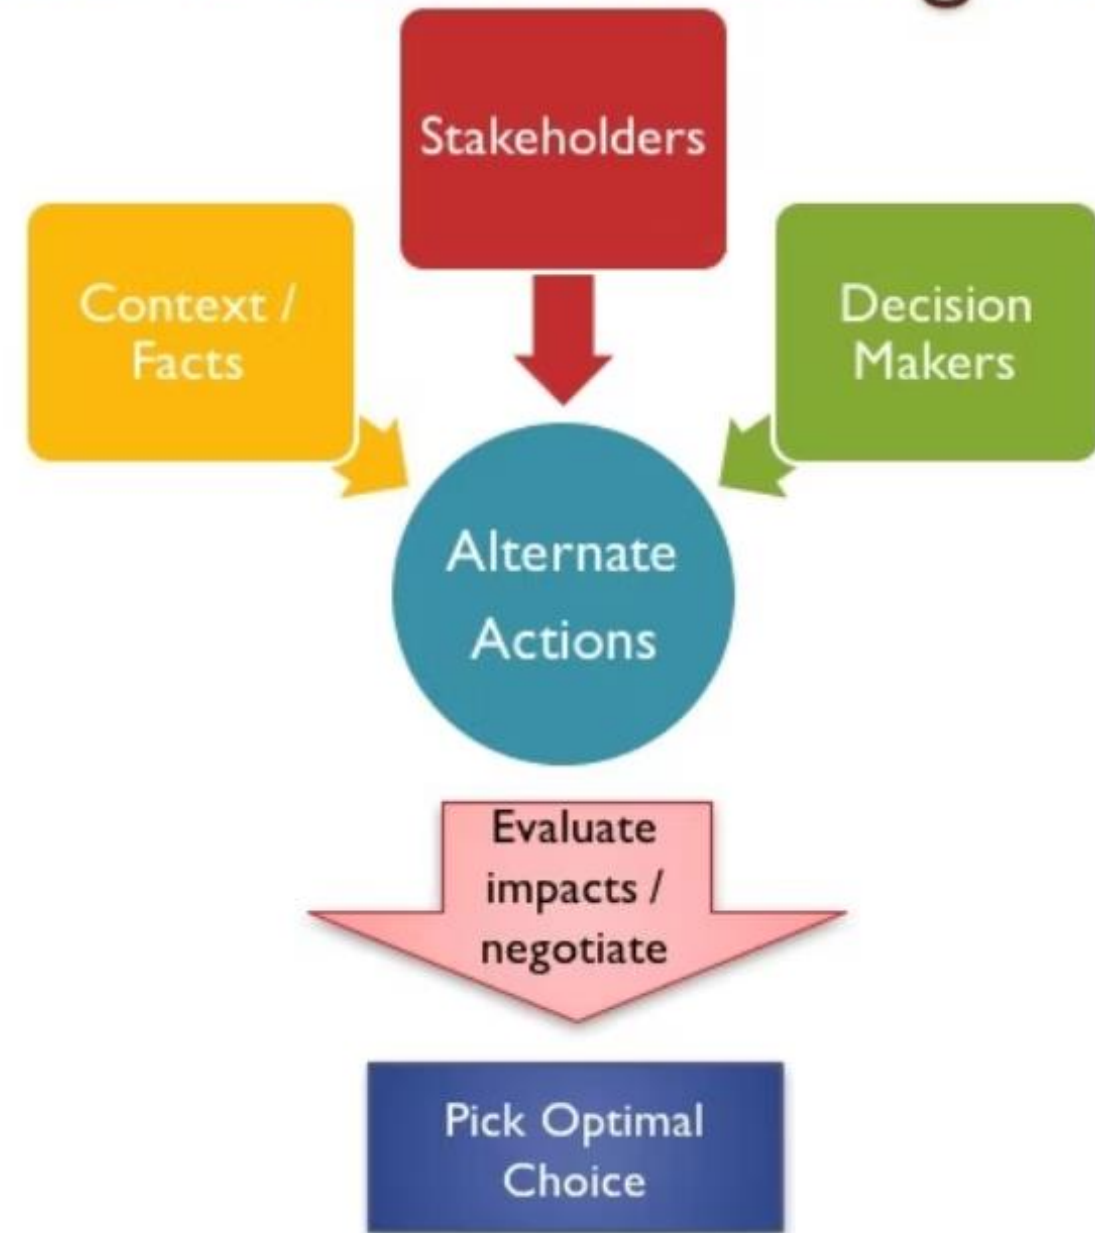 Stakeholders
Context /
Facts
Decision
Makers
Alternate
Actions
Evaluate
impacts /
negotiate
Pick Optimal
Choice